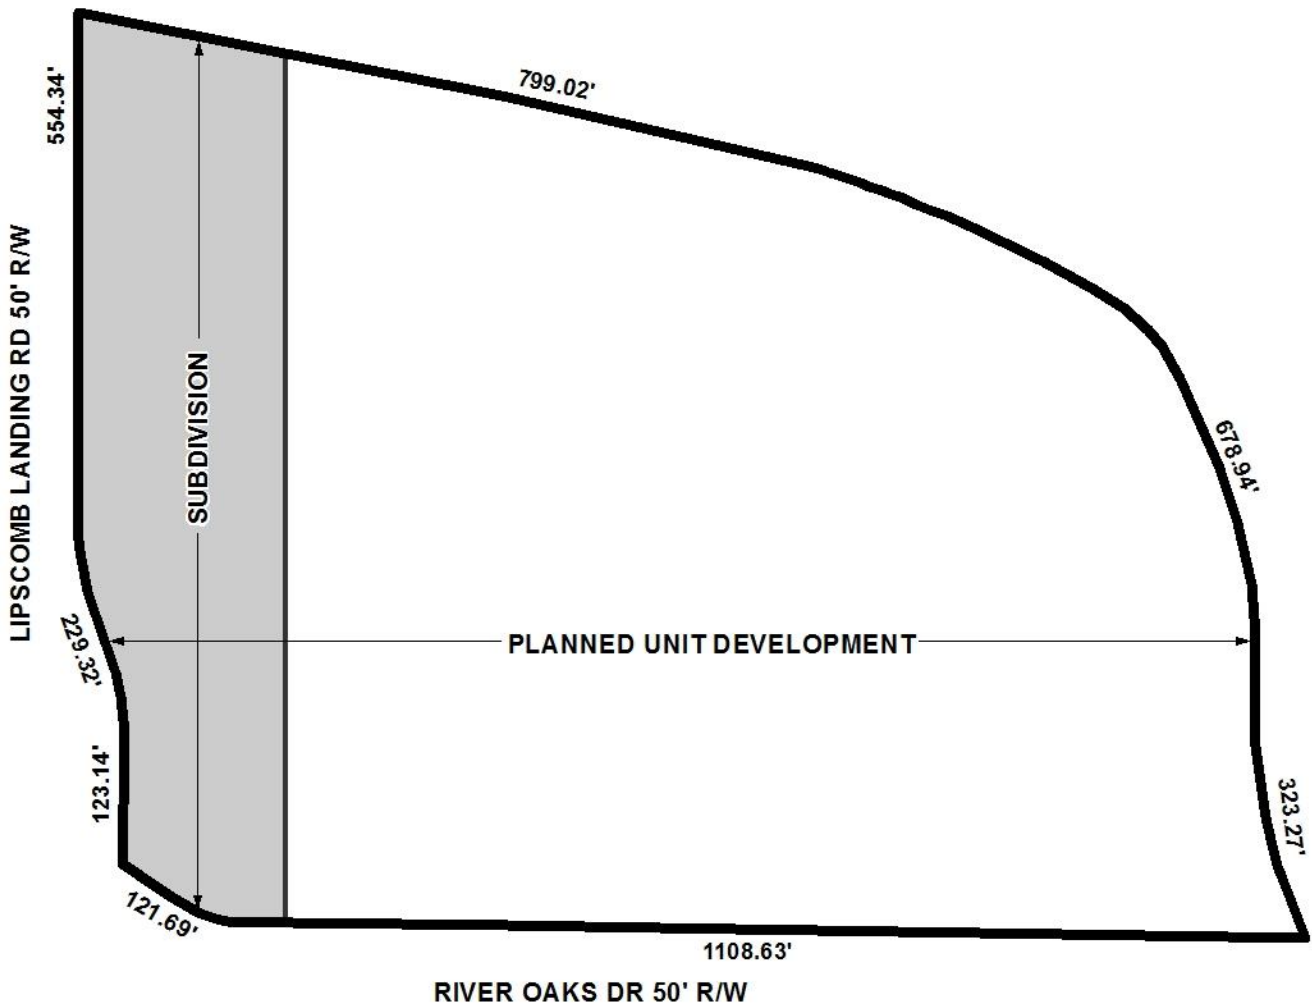 799.02'
554.34'
LIPSCOMB LANDING RD 50' R/W
SUBDIVISION
678.94'
229.32'
PLANNED UNIT DEVELOPMENT
123.14'
323.27'
121.69'
1108.63'
RIVER OAKS DR 50' R/W